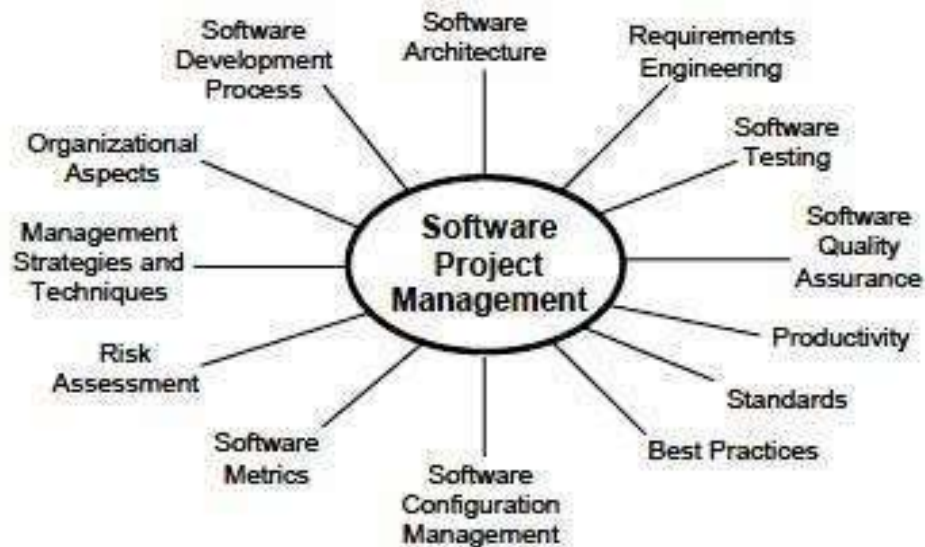 Software
Development
Process
Software
Architecture
Requirements
Engineering
Software
Testing
Organizational
Aspects
Software
Project
Management
Software
Quality
Assurance
Management
Strategies and
Techniques
Productivity
Risk
Assessment
Standards
Best Practices
Software
Metrics
Software
Configuration
Management